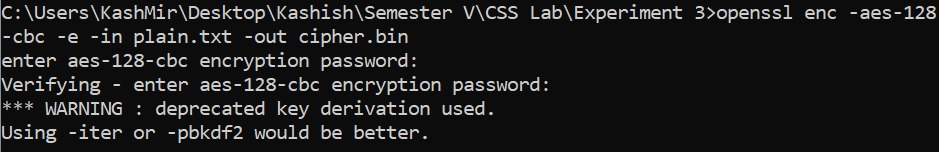 C:\Users\KashMir\Desktop\Kashish\Semester V\CSS Lab\Experiment 3>openssl enc -aes-128
-cbc -e -in plain.txt -out cipher.bin
enter aes-128-cbc encryption password:
Verifying - enter aes-128-cbc encryption password:
*** WARNING : deprecated key derivation used.
Using -iter or -pbkdf2 would be better.